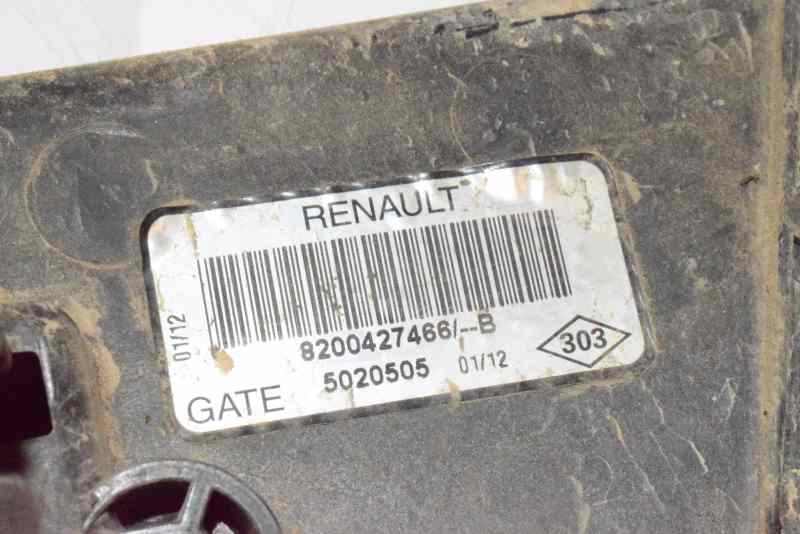 RENAULT
01/12
8200427466/--B
303
5020505 01/12
GATE